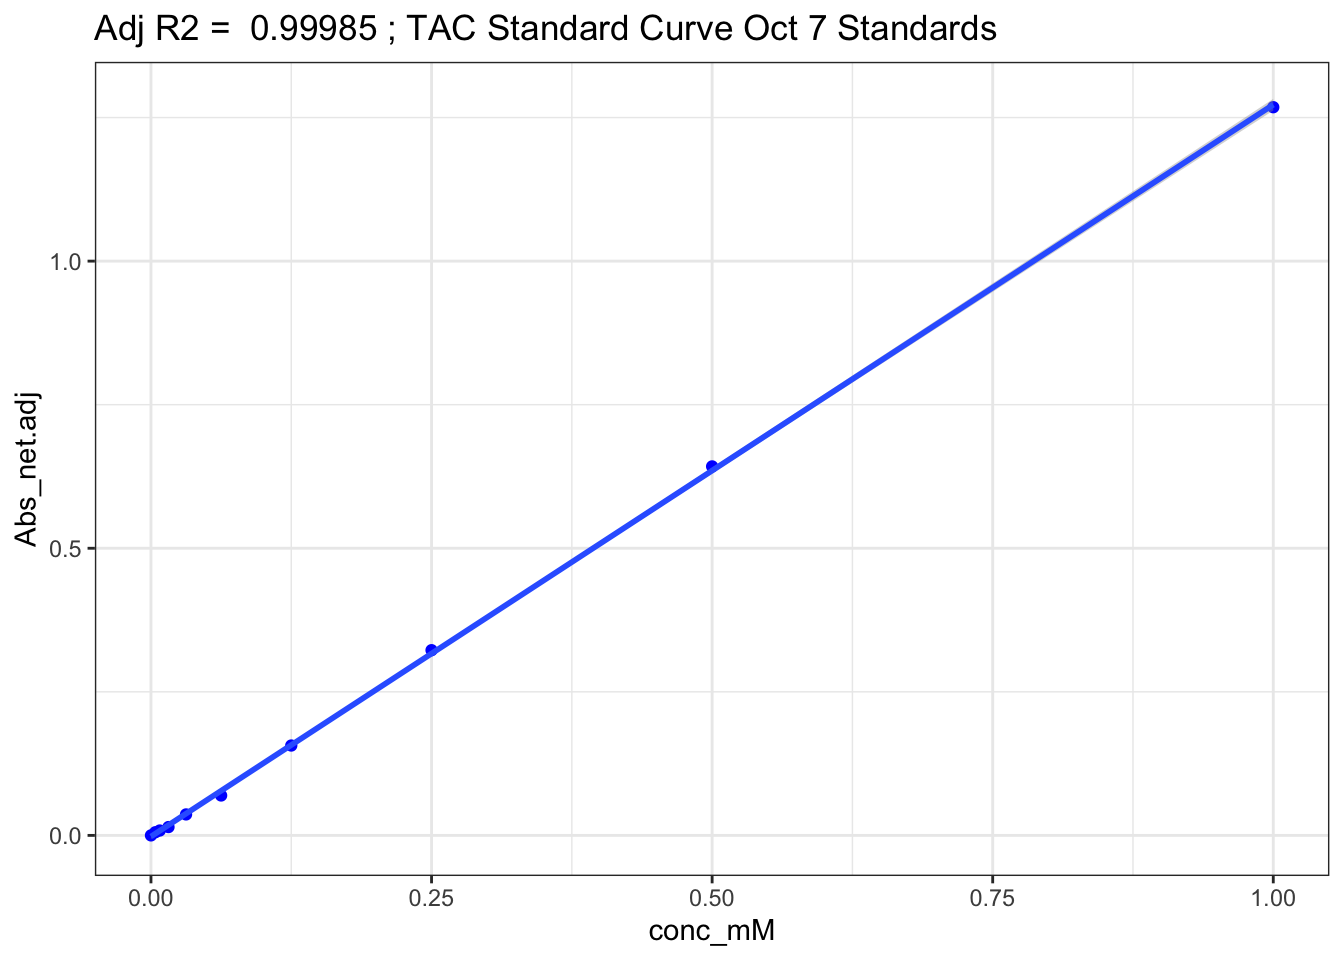 Adj R2 =  0.99985 ; TAC Standard Curve Oct 7 Standards
Abs_net.adj
1.0
0.5
0.0
0.00 0.25 0.50 0.75 1.00
conc_mM